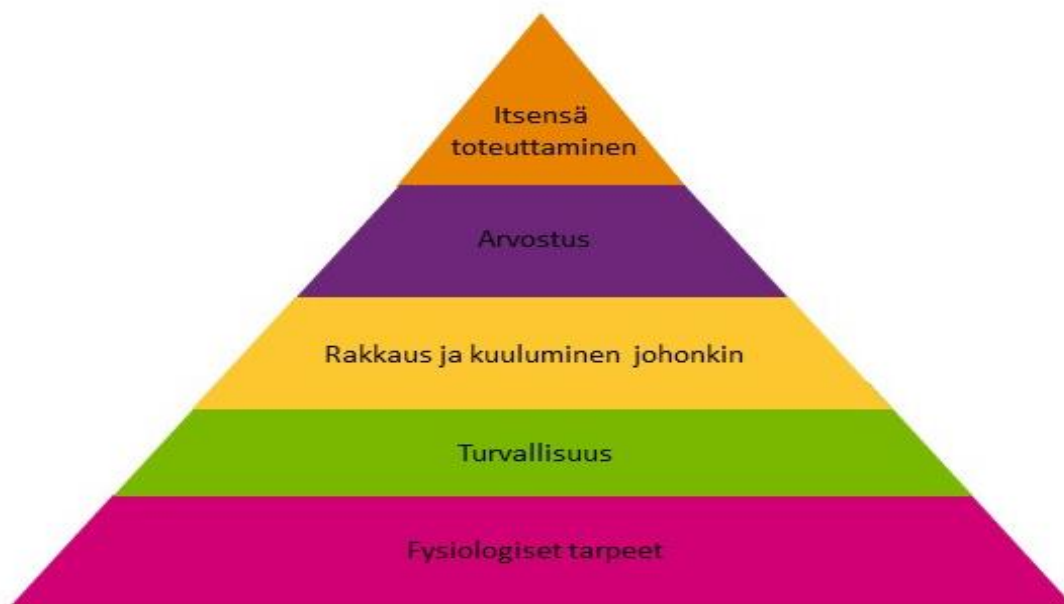 Itsensä
toteuttaminen
Arvostus
Rakkaus ja kuuluminen johonkin
Turvallisuus
Fysiologiset tarpeet